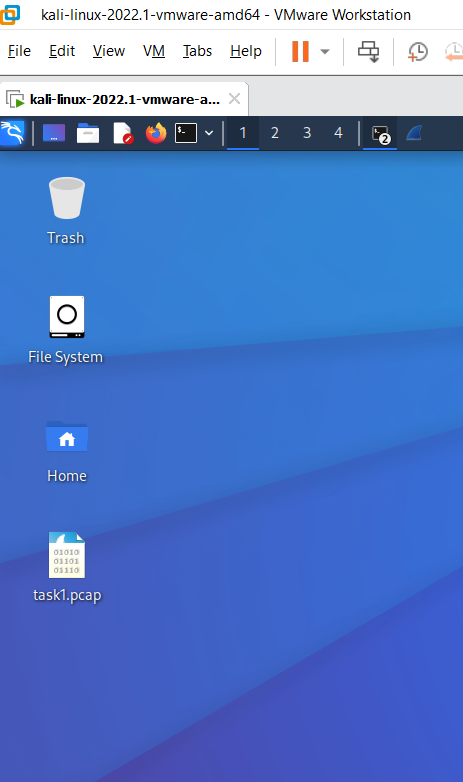 kali-linux-2022.1-vmware-amd64 - VMware Workstation
File Edit View VM Tabs Help
kali-linux-2022.1-vmware-a...
1 2 3 4 2
Trash
File System
Home
01010
01101
01110
task1.pcap